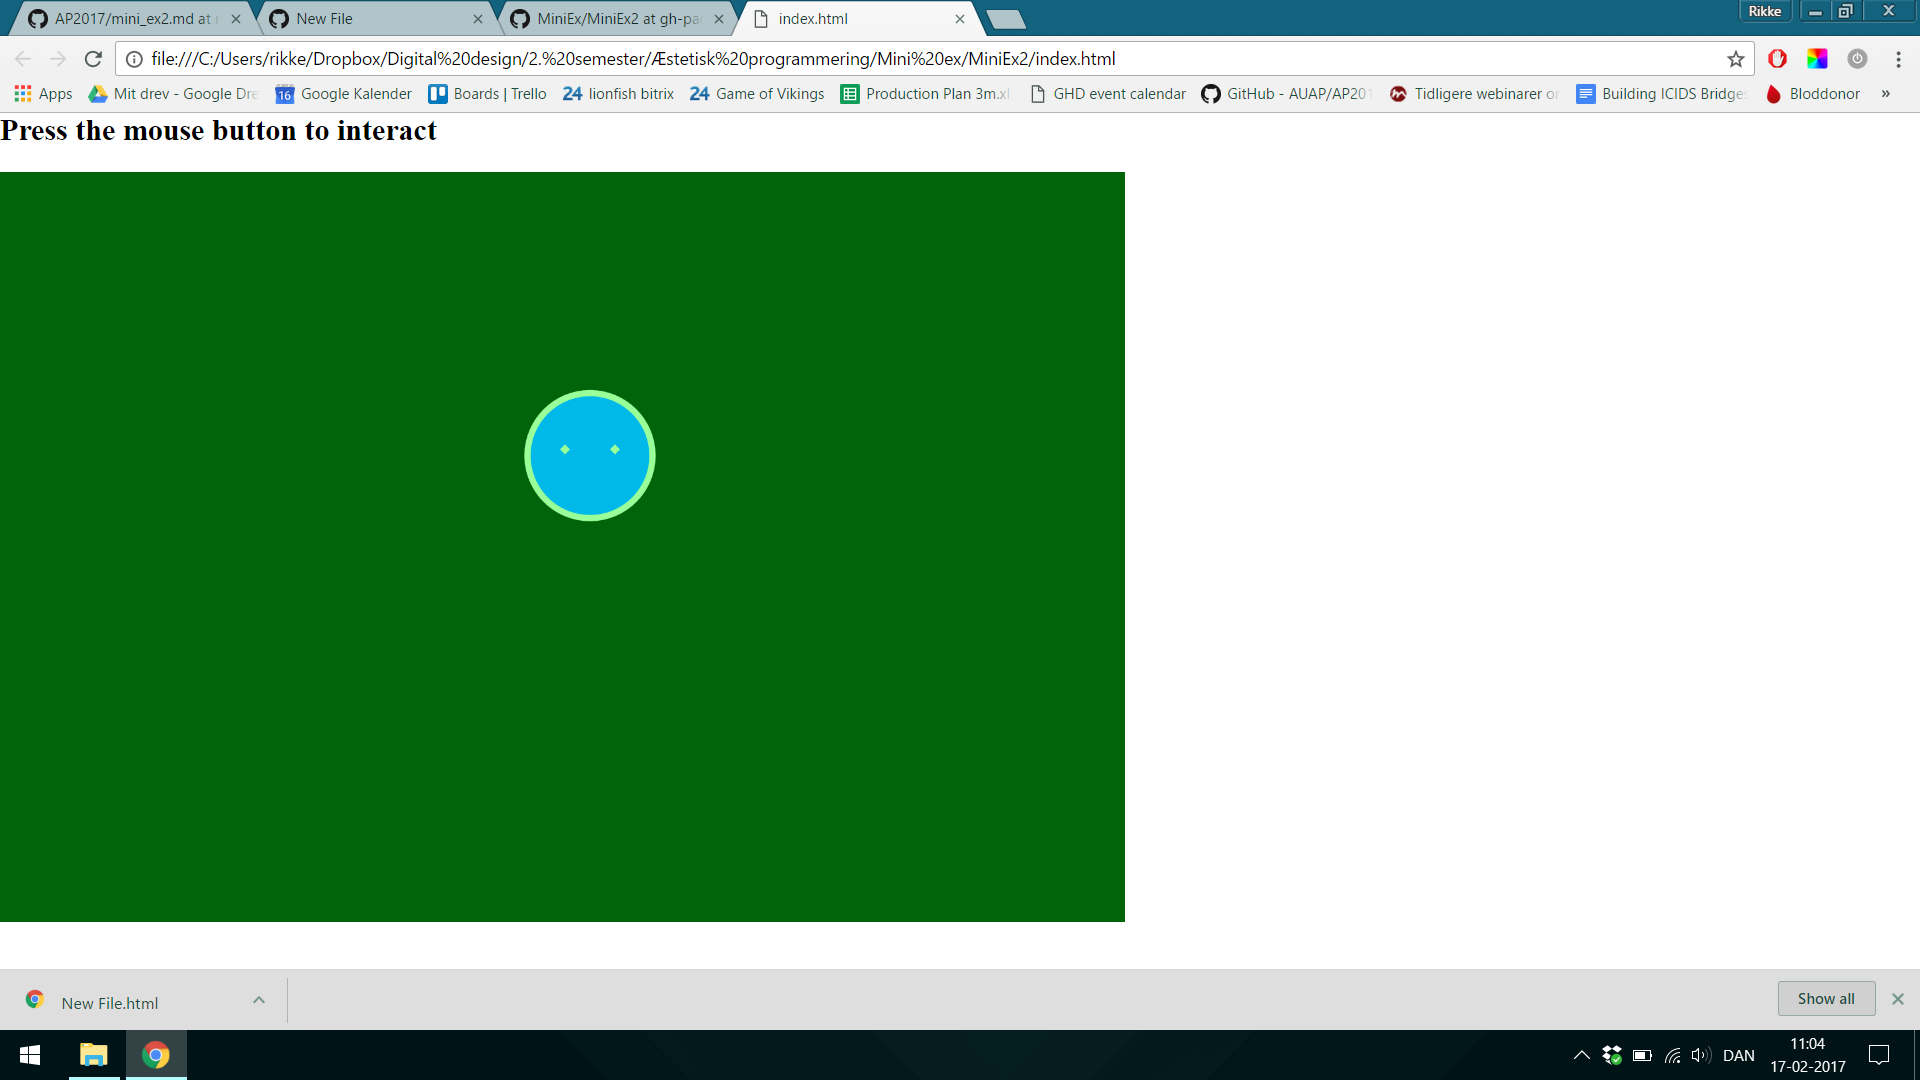 AP2017/mini_ex2.md at
New File
MiniEx/MiniEx2 at gh-pa
index.html
Rikke
file:///C:/Users/rikke/Dropbox/Digital%20design/2.%20semester/Æstetisk%20programmering/Mini%20ex/MiniEx2/index.html
Apps
Mit drev - Google Dre
16
Google Kalender
Boards | Trello
24 lionfish bitrix
24 Game of Vikings
Production Plan 3m.xl
GHD event calendar
GitHub - AUAP/AP201
Tidligere webinarer o
Building ICIDS Bridge
Bloddonor
»
Press the mouse button to interact
New File.html
Show all
DAN
11:04
17-02-2017